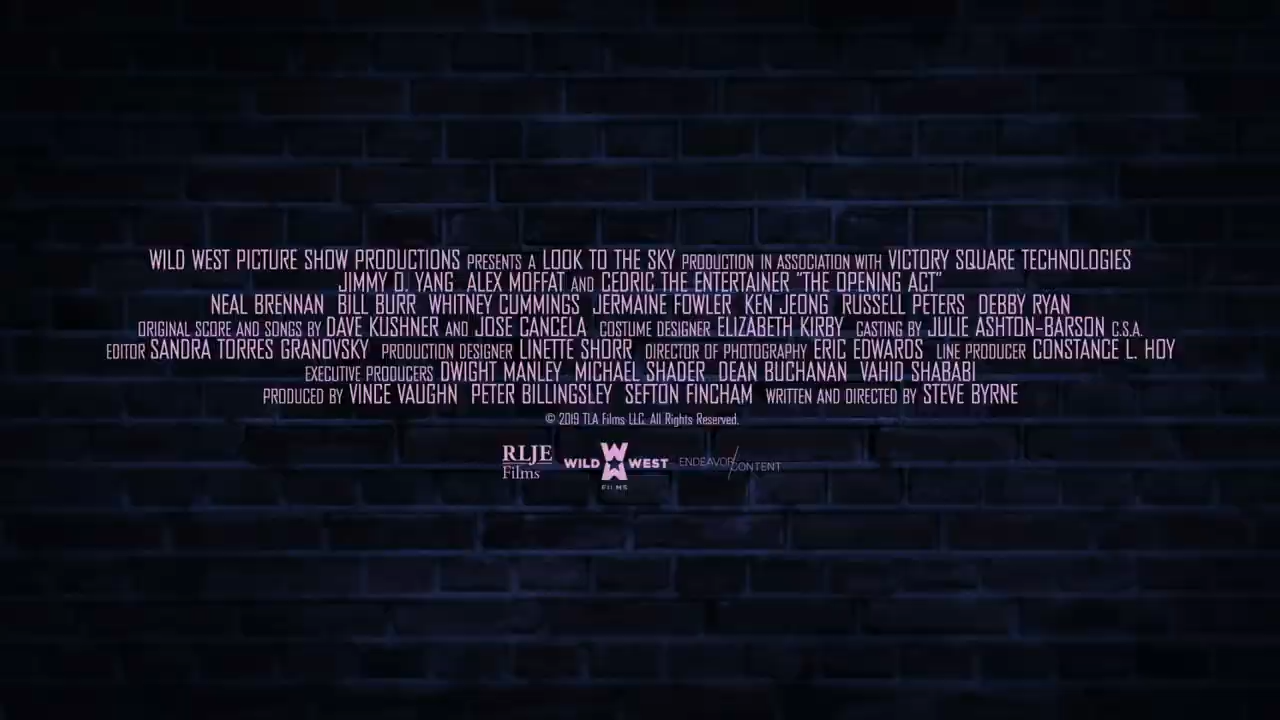 WILD WEST PICTURE SHOW PRODUCTIONS PRESENTS A LOOK TO THE SKY PRODUCTION IN ASSOCIATION WITH VICTORY SQUARE TECHNOLOGIES
JIMMY O. YANG ALEX MOFFAT AND CEDRIC THE ENTERTAINER "THE OPENING ACT"
NEAL BRENNAN BILL BURR WHITNEY CUMMINGS JERMAINE FOWLER KEN JEONG RUSSELL PETERS DEBBY RYAN
ORIGINAL SCORE AND SONGS BY DAVE KUSHNER AND JOSE CANCELA COSTUME DESIGNER ELIZABETH KIRBY CASTING BY JULIE ASHTON-BARSON C.S.A.
EDITOR SANDRA TORRES GRANOVSKY PRODUCTION DESIGNER LINETTE SHORR DIRECTOR OF PHOTOGRAPHY ERIC EDWARDS LINE PRODUCER CONSTANCE L. HOY
EXECUTIVE PRODUCERS DWIGHT MANLEY MICHAEL SHADER DEAN BUCHANAN VAHID SHABABI
PRODUCED BY VINCE VAUGHN PETER BILLINGSLEY SEFTON FINCHAM WRITTEN AND DIRECTED BY STEVE BYRNE
© 2019 TLA Films LLC. All Rights Reserved.
RLJE Films
WILD WEST FILMS
ENDEAVOR CONTENT